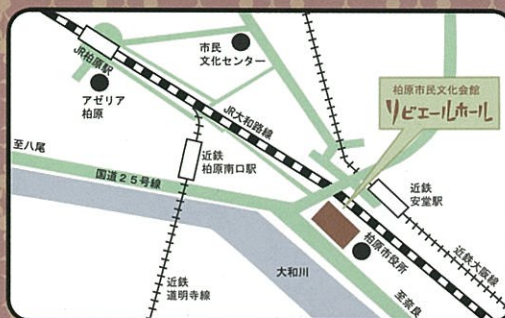 JR柏原駅
アゼリア
柏原
市民
文化センター
JR大和路線
柏原市民文化会館
リビエールホール
至八尾
国道25号線
近鉄
柏原南口駅
近鉄
安堂駅
柏原市役所
近鉄大阪線
大和川
至奈良
近鉄
道明寺線